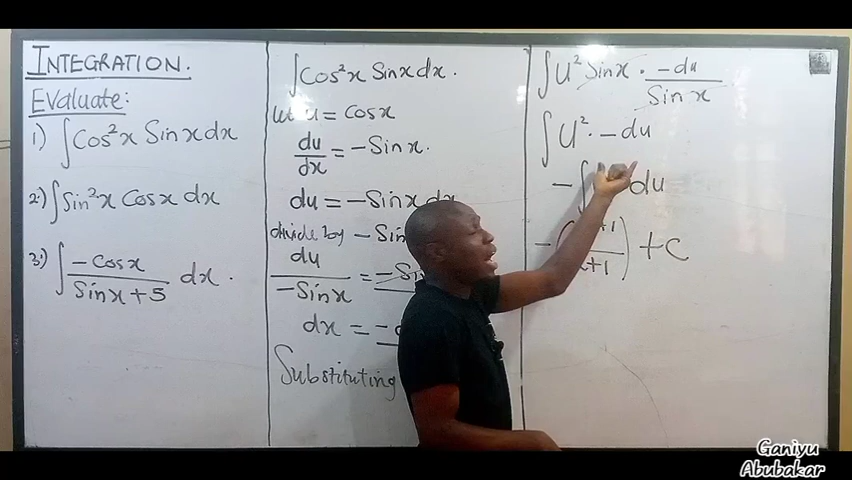 INTEGRATION.
Evaluate:
1) ∫Cos²x Sinx dx
2) ∫Sin²x Cosx dx
3) ∫ -Cosx / Sinx+5 dx.
∫Cos²x Sinx dx.
let u = Cosx
du/dx = -Sinx.
du = -Sinx dx
divide by - Sin
du / -Sinx = -Sin
dx = -
Substituting
∫U² Sinx · -du / Sinx
∫U² · -du
-∫ du
-( +1 / +1) + C
Ganiyu
Abubakar